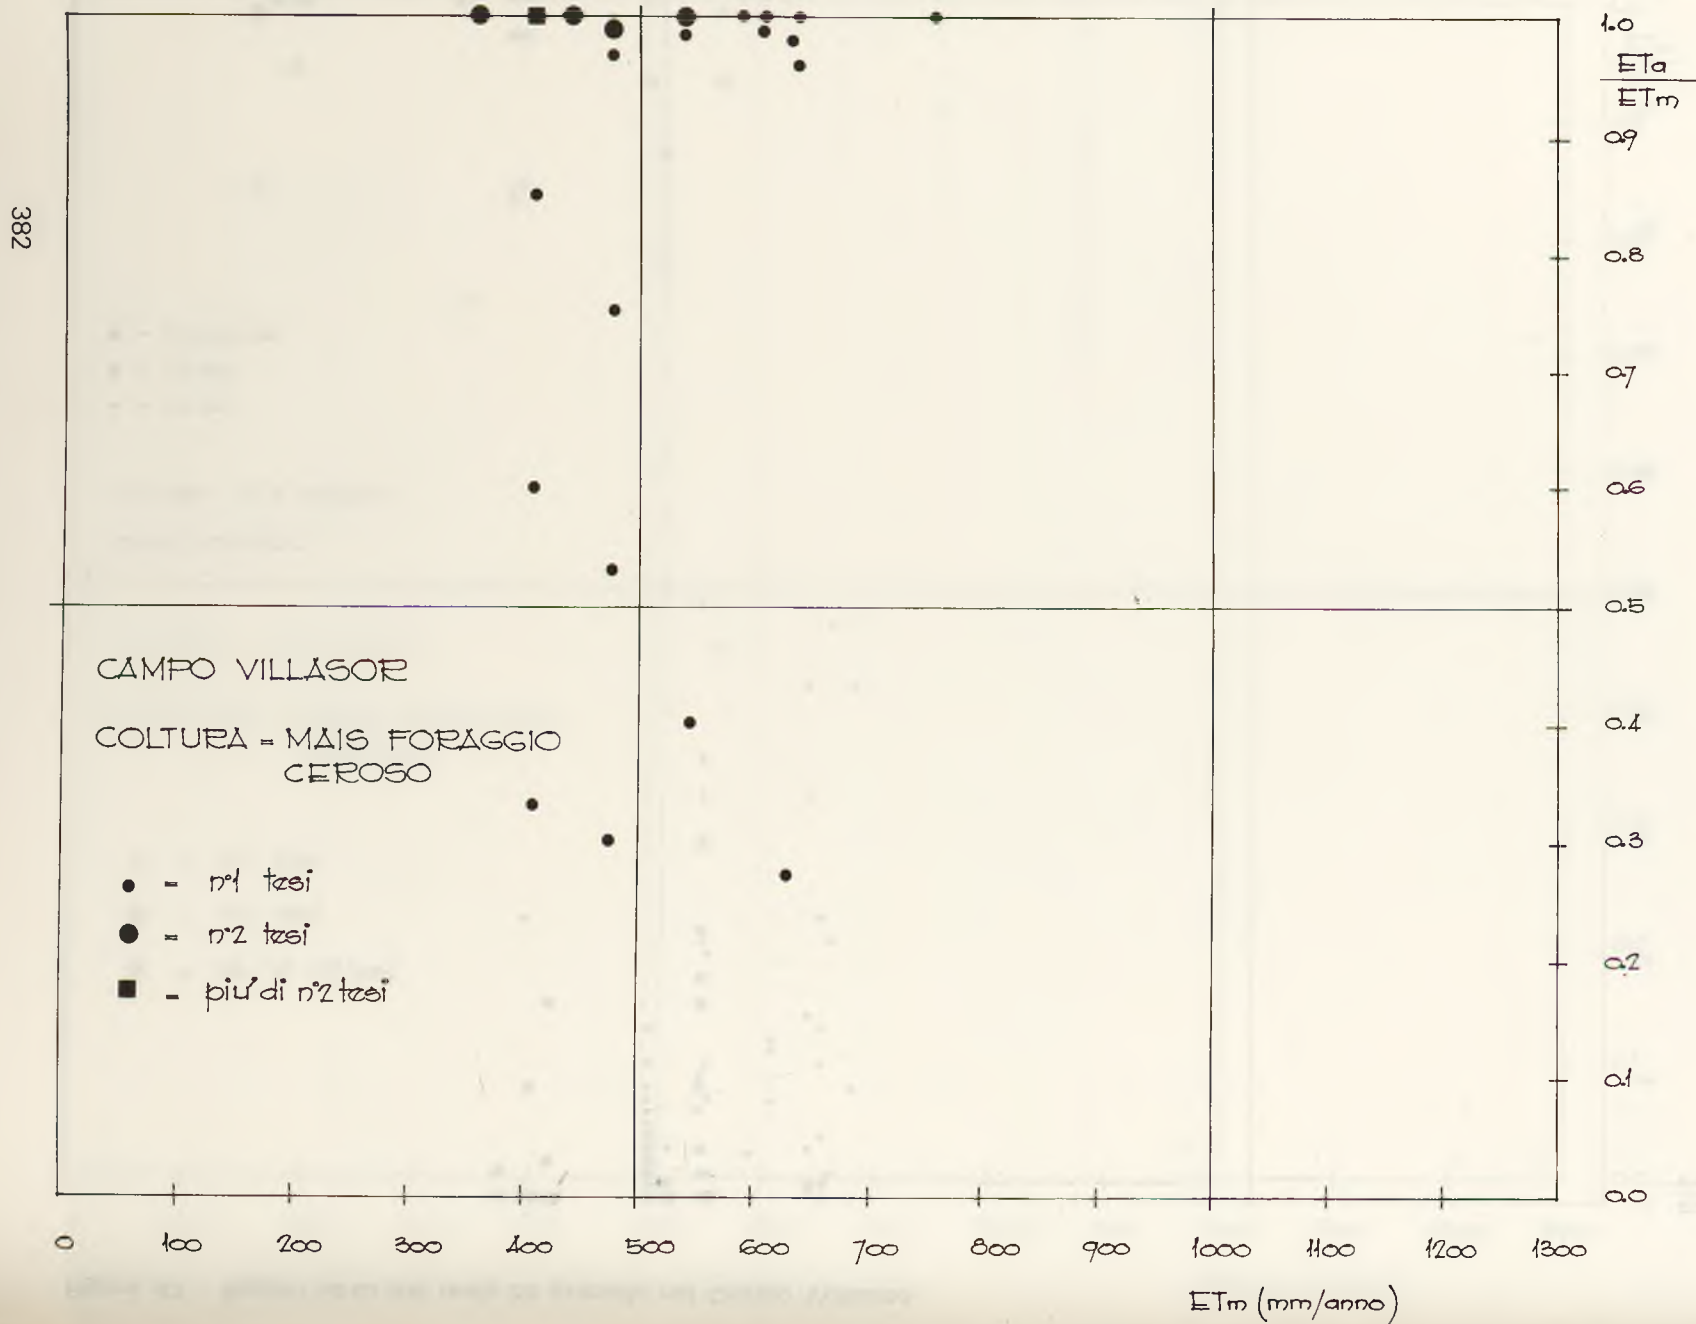 382
1.0
ETa
ETm
0.9
0.8
0.7
0.6
0.5
0.4
0.3
0.2
0.1
0.0
CAMPO VILLASOR
COLTURA = MAIS FORAGGIO
CEROSO
● = n°1 tesi
● = n°2 tesi
■ = piu' di n°2 tesi
0 100 200 300 400 500 600 700 800 900 1000 1100 1200 1300
ETm (mm/anno)